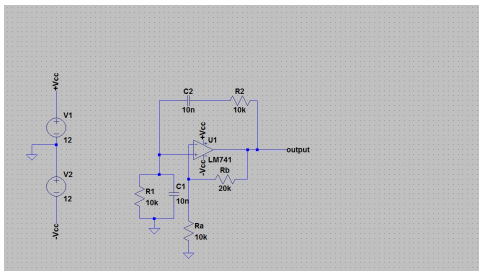 +Vcc
V1
12
V2
12
-Vcc
C2
10n
R2
10k
+Vcc
U1
LM741
-Vcc
output
Rb
20k
R1
10k
C1
10n
Ra
10k